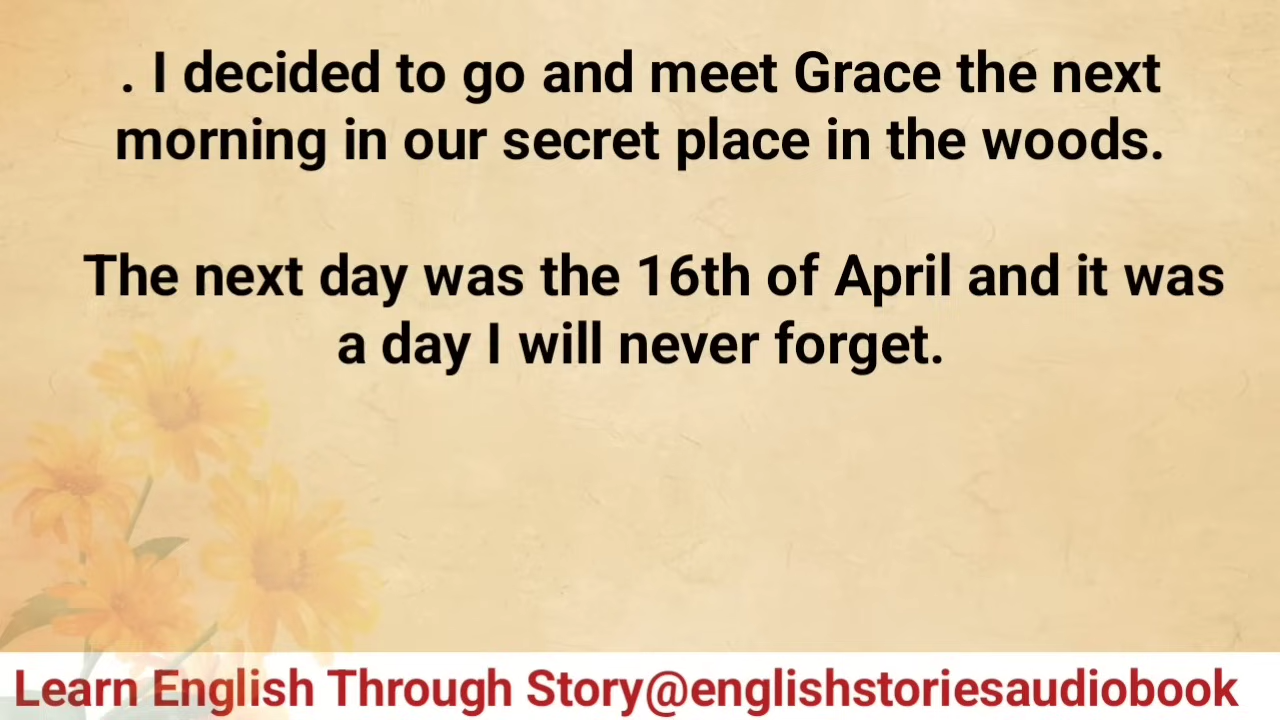 . I decided to go and meet Grace the next
morning in our secret place in the woods.
The next day was the 16th of April and it was
a day I will never forget.
Learn English Through Story@englishstoriesaudiobook